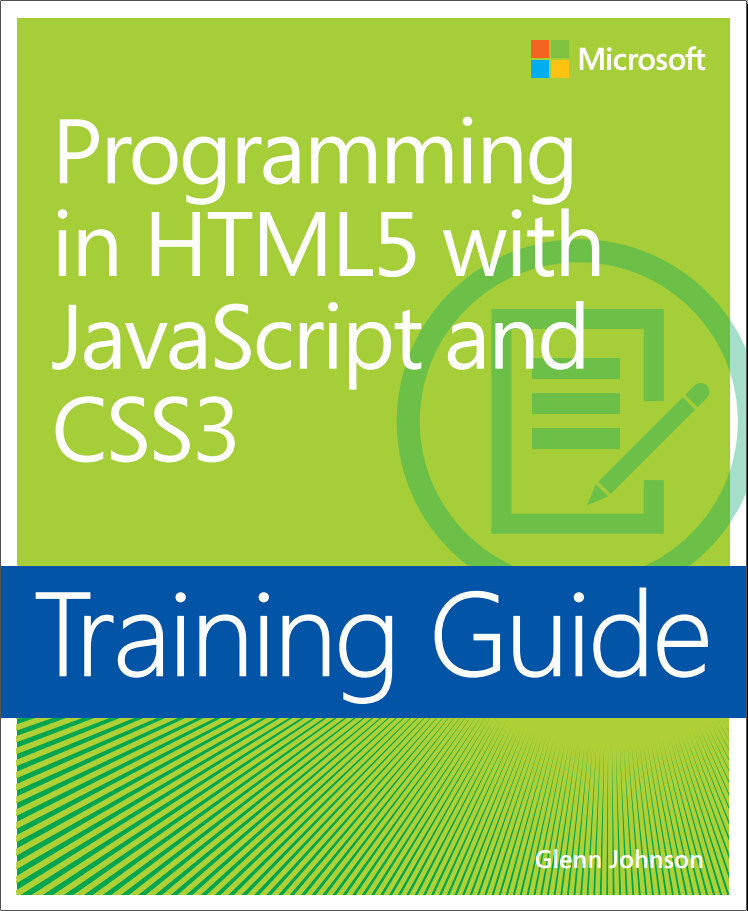 Microsoft
Programming
in HTML5 with
JavaScript and
CSS3
Training Guide
Glenn Johnson